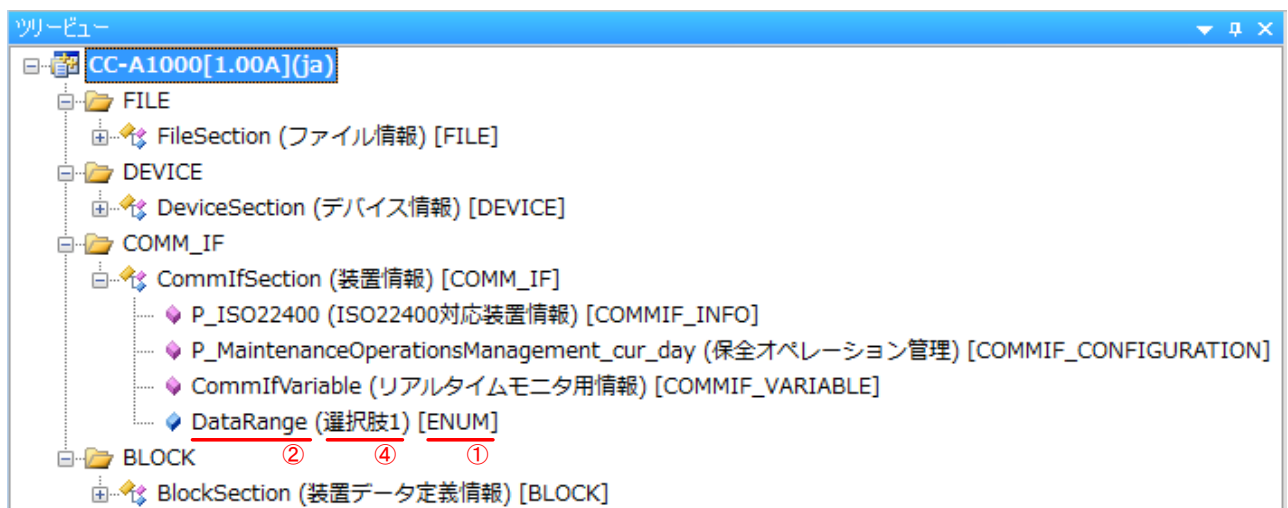 ツリービュー
CC-A1000[1.00A](ja)
FILE
FileSection (ファイル情報) [FILE]
DEVICE
DeviceSection (デバイス情報) [DEVICE]
COMM_IF
CommIfSection (装置情報) [COMM_IF]
P_ISO22400 (ISO22400対応装置情報) [COMMIF_INFO]
P_MaintenanceOperationsManagement_cur_day (保全オペレーション管理) [COMMIF_CONFIGURATION]
CommIfVariable (リアルタイムモニタ用情報) [COMMIF_VARIABLE]
DataRange (選択肢1) [ENUM]
② ④ ①
BLOCK
BlockSection (装置データ定義情報) [BLOCK]